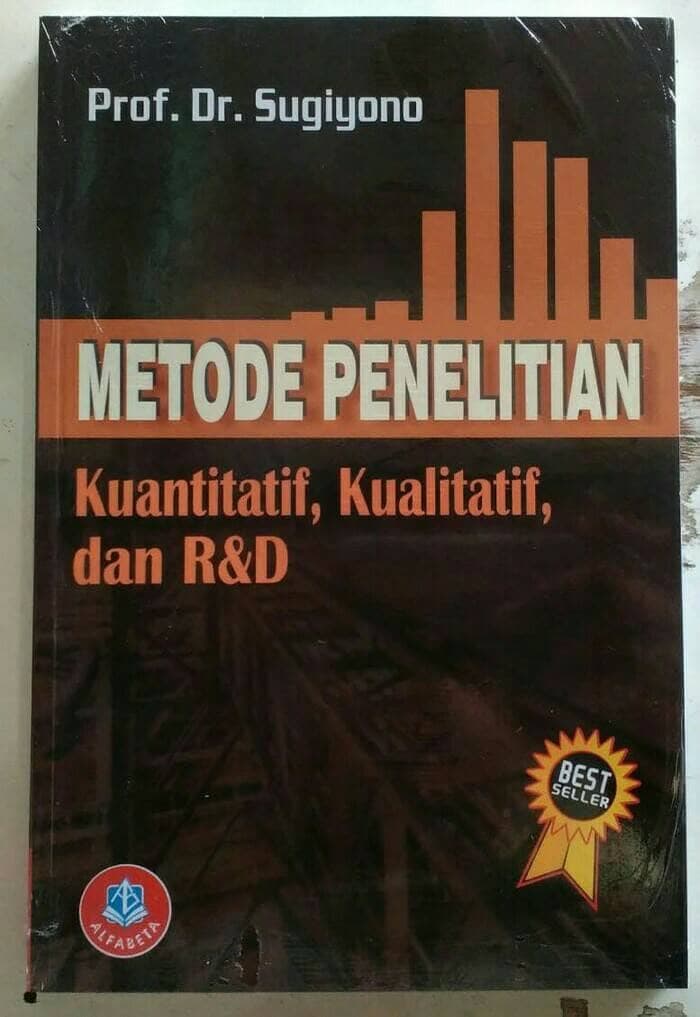 Prof. Dr. Sugiyono
METODE PENELITIAN
Kuantitatif, Kualitatif,
dan R&D
BEST
SELLER
ALFABETA